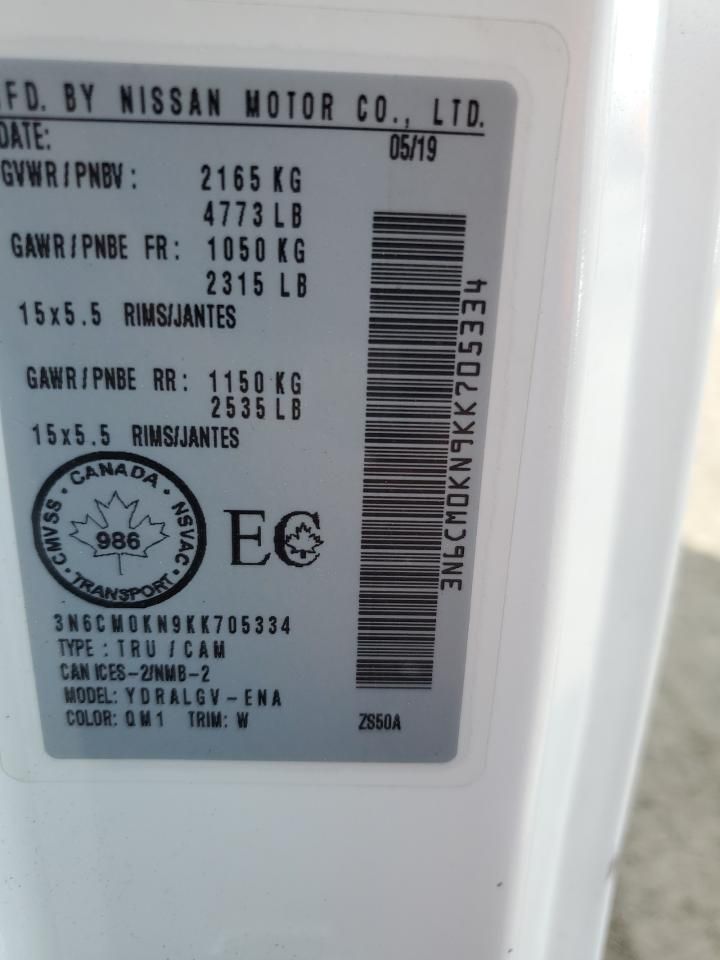 MFD. BY NISSAN MOTOR CO., LTD.
DATE: 05/19
GVWR/PNBV: 2165 KG
4773 LB
GAWR/PNBE FR: 1050 KG
2315 LB
15x5.5 RIMS/JANTES
GAWR/PNBE RR: 1150 KG
2535 LB
15x5.5 RIMS/JANTES
CANADA
CMVSS
NSVAC
TRANSPORT
986
EC
3N6CM0KN9KK705334
3N6CM0KN9KK705334
TYPE: TRU/CAM
CAN ICES-2/NMB-2
MODEL: YDRALGV-ENA
COLOR: QM1 TRIM: W ZS50A